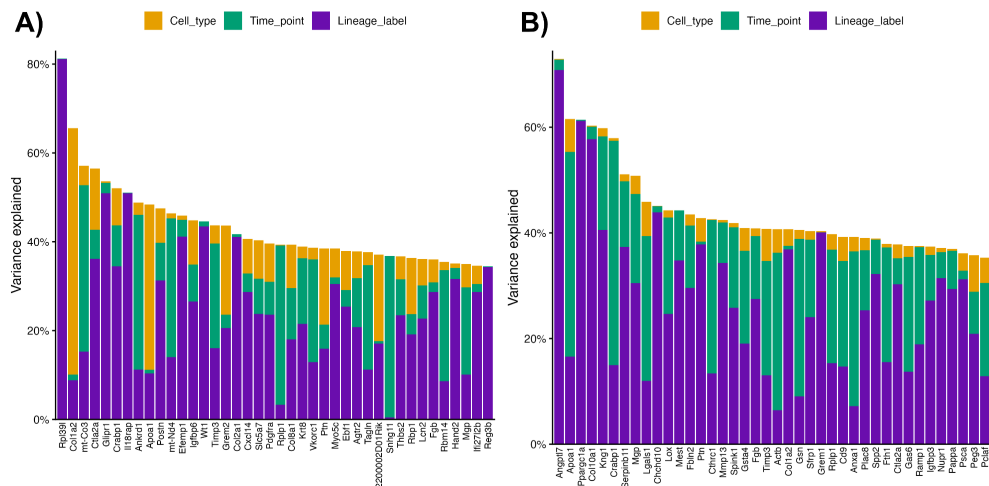 A)
Cell_type Time_point Lineage_label
Variance explained
80%
60%
40%
20%
0%
Rpl39l
Col1a2
mt-Co3
Ctla2a
Glipr1
Crabp1
Il18rap
Ankrd1
Apoa1
Postn
mt-Nd4
Efemp1
Igfbp6
Wt1
Timp3
Grem2
Col2a1
Cxcl14
Slc5a7
Pdgfra
Rplp1
Col8a1
Krt8
Vkorc1
Ptn
Myo5c
Ebf1
Agtr2
Tagln
2200002D01Rik
Snhg11
Thbs2
Rbp1
Lcn2
Fgb
Rbm14
Hand2
Mgp
Ifi27l2b
Reg3b
B)
Cell_type Time_point Lineage_label
Variance explained
60%
40%
20%
0%
Angptl7
Apoa1
Ppargc1a
Col10a1
Kng1
Crabp1
Serpinb11
Mgp
Lgals1
Chchd10
Lox
Mest
Fbln2
Ptn
Cthrc1
Mmp13
Spink1
Gsta4
Fgb
Timp3
Actb
Col1a2
Gsn
Sfrp1
Grem1
Rplp1
Cd9
Anxa1
Plac8
Spp2
Fth1
Ctla2a
Gas6
Ramp1
Igfbp3
Nupr1
Pappa
Psca
Peg3
Pclaf